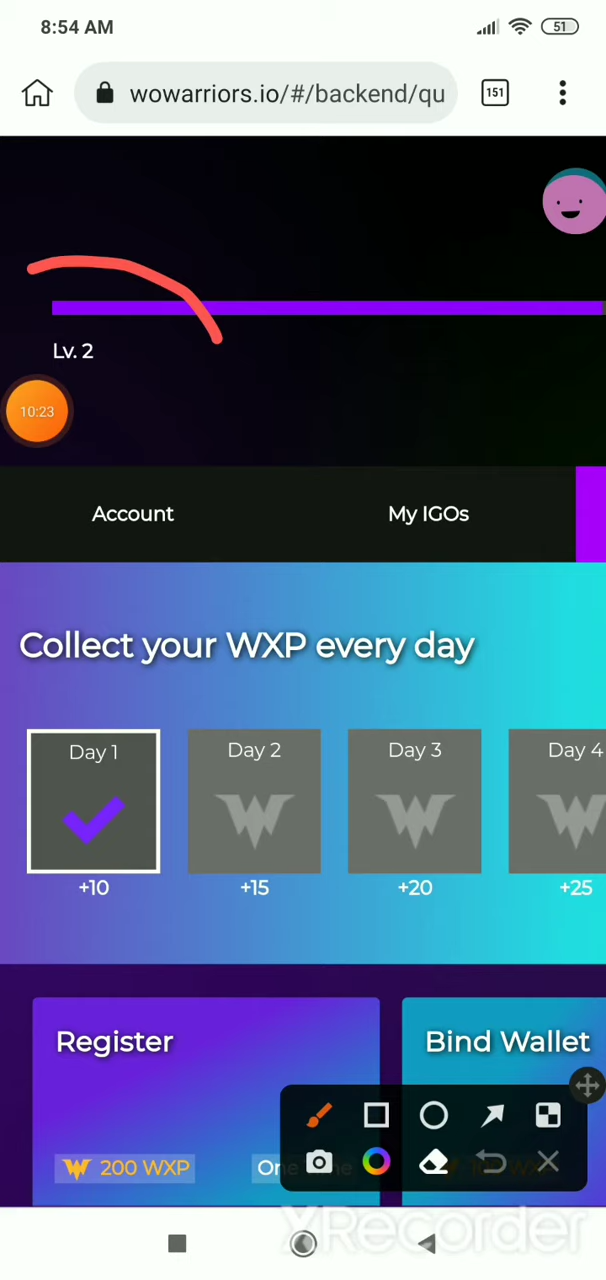 8:54 AM
51
wowarriors.io/#/backend/qu
151
Lv. 2
10:23
Account
My IGOs
Collect your WXP every day
Day 1
Day 2
Day 3
Day 4
+10
+15
+20
+25
Register
Bind Wallet
200 WXP
XRecorder